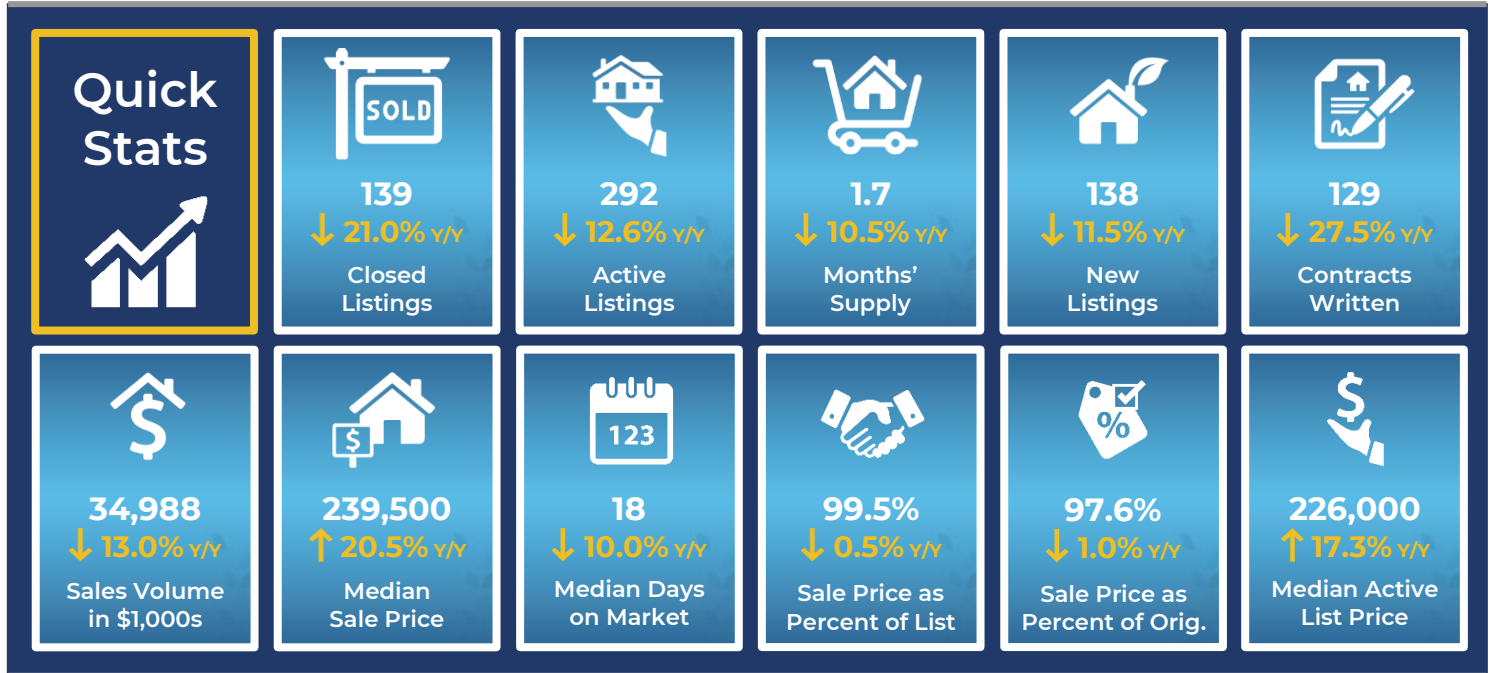 Quick
Stats
SOLD
139
↓ 21.0% Y/Y
Closed
Listings
292
↓ 12.6% Y/Y
Active
Listings
1.7
↓ 10.5% Y/Y
Months’
Supply
138
↓ 11.5% Y/Y
New
Listings
129
↓ 27.5% Y/Y
Contracts
Written
$
34,988
↓ 13.0% Y/Y
Sales Volume
in $1,000s
$
239,500
↑ 20.5% Y/Y
Median
Sale Price
123
18
↓ 10.0% Y/Y
Median Days
on Market
99.5%
↓ 0.5% Y/Y
Sale Price as
Percent of List
%
97.6%
↓ 1.0% Y/Y
Sale Price as
Percent of Orig.
$
226,000
↑ 17.3% Y/Y
Median Active
List Price